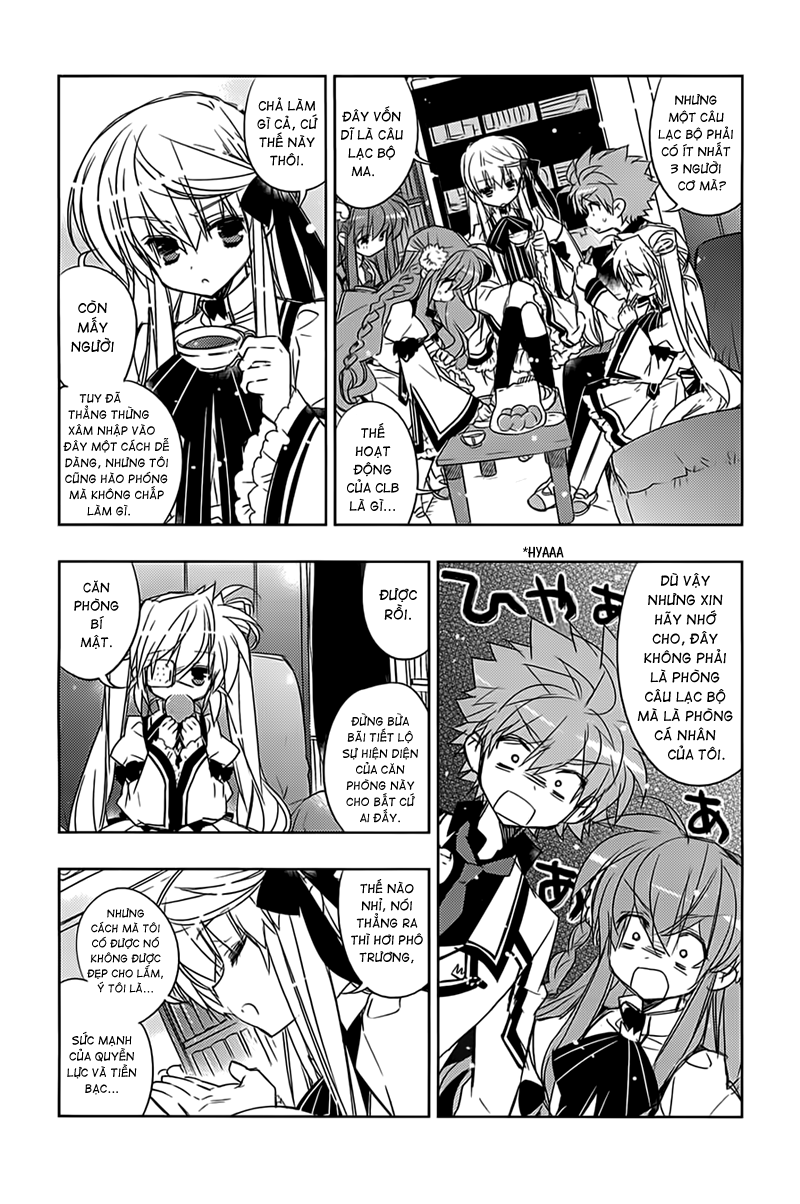 NHƯNG
MỘT CÂU
LẠC BỘ PHẢI
CÓ ÍT NHẤT
3 NGƯỜI
CƠ MÀ?
ĐÂY VỐN
DĨ LÀ CÂU
LẠC BỘ
MA.
THẾ
HOẠT
ĐỘNG
CỦA CLB
LÀ GÌ...
CHẢ LÀM
GÌ CẢ, CỨ
THẾ NÀY
THÔI.
CÒN
MẤY
NGƯỜI
TUY ĐÃ
THẲNG THỪNG
XÂM NHẬP VÀO
ĐÂY MỘT CÁCH DỄ
DÀNG, NHƯNG TÔI
CŨNG HÀO PHÓNG
MÀ KHÔNG CHẤP
LÀM GÌ.
*HYAAA
DÙ VẬY
NHƯNG XIN
HÃY NHỚ
CHO, ĐÂY
KHÔNG PHẢI
LÀ PHÒNG
CÂU LẠC BỘ
MÀ LÀ PHÒNG
CÁ NHÂN
CỦA TÔI.
ひゃぁ
ぁ
ぁ
ĐƯỢC
RỒI.
ĐỪNG BỪA
BÃI TIẾT LỘ
SỰ HIỆN DIỆN
CỦA CĂN
PHÒNG NÀY
CHO BẤT CỨ
AI ĐẤY.
CĂN
PHÒNG
BÍ
MẬT.
THẾ NÀO
NHỈ, NÓI
THẲNG RA
THÌ HƠI PHÔ
TRƯƠNG,
NHƯNG
CÁCH MÀ TÔI
CÓ ĐƯỢC NÓ
KHÔNG ĐƯỢC
ĐẸP CHO LẮM,
Ý TÔI LÀ...
SỨC MẠNH
CỦA QUYỀN
LỰC VÀ TIỀN
BẠC...